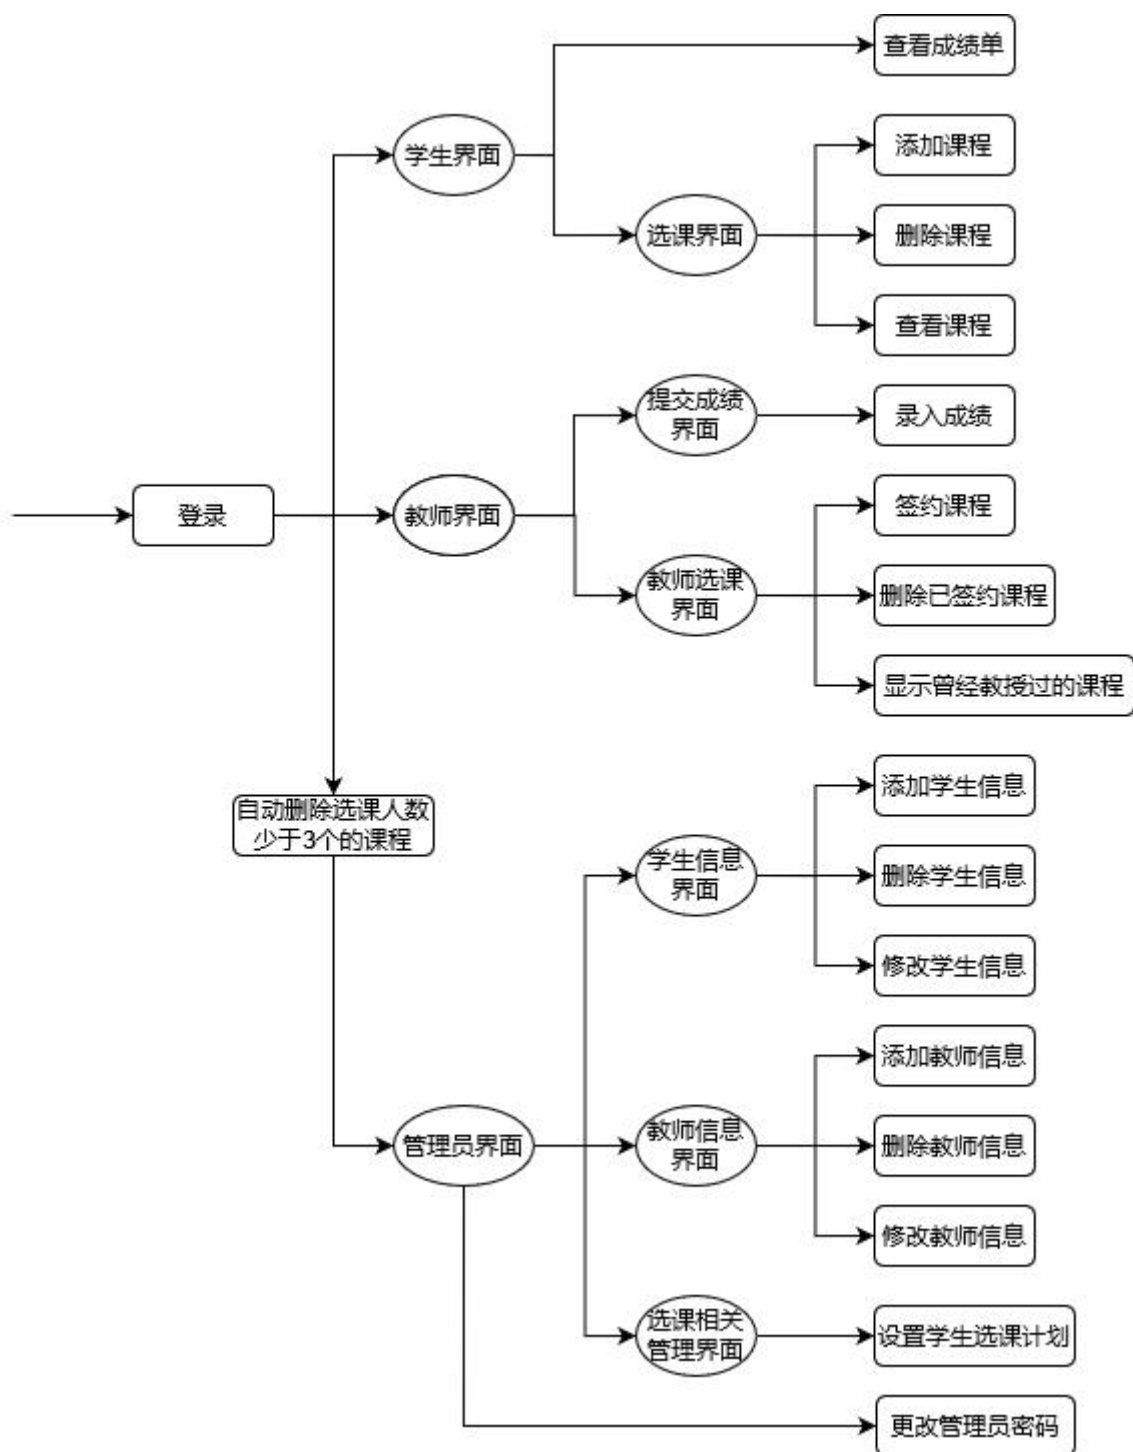 查看成绩单
学生界面
添加课程
选课界面
删除课程
查看课程
提交成绩
界面
录入成绩
登录
教师界面
签约课程
教师选课
界面
删除已签约课程
显示曾经教授过的课程
自动删除选课人数
少于3个的课程
添加学生信息
学生信息
界面
删除学生信息
修改学生信息
添加教师信息
管理员界面
教师信息
界面
删除教师信息
修改教师信息
选课相关
管理界面
设置学生选课计划
更改管理员密码